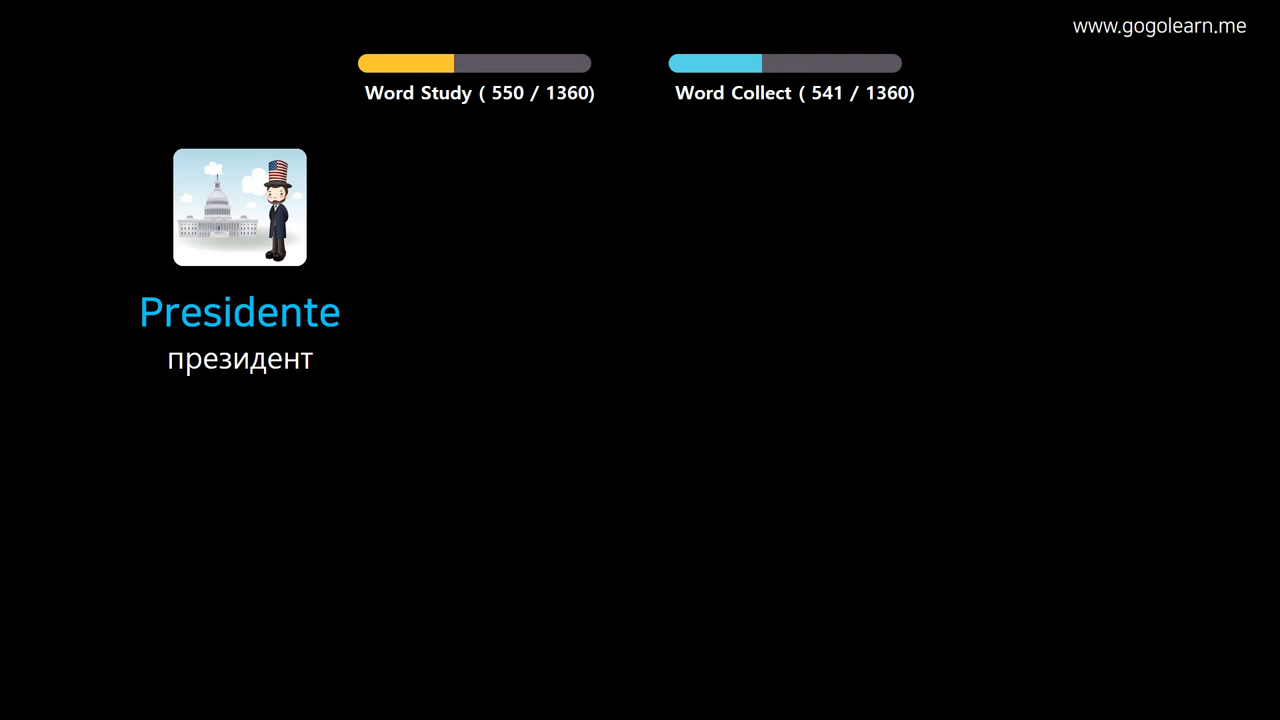 www.gogolearn.me
Word Study ( 550 / 1360)
Word Collect ( 541 / 1360)
Presidente
президент